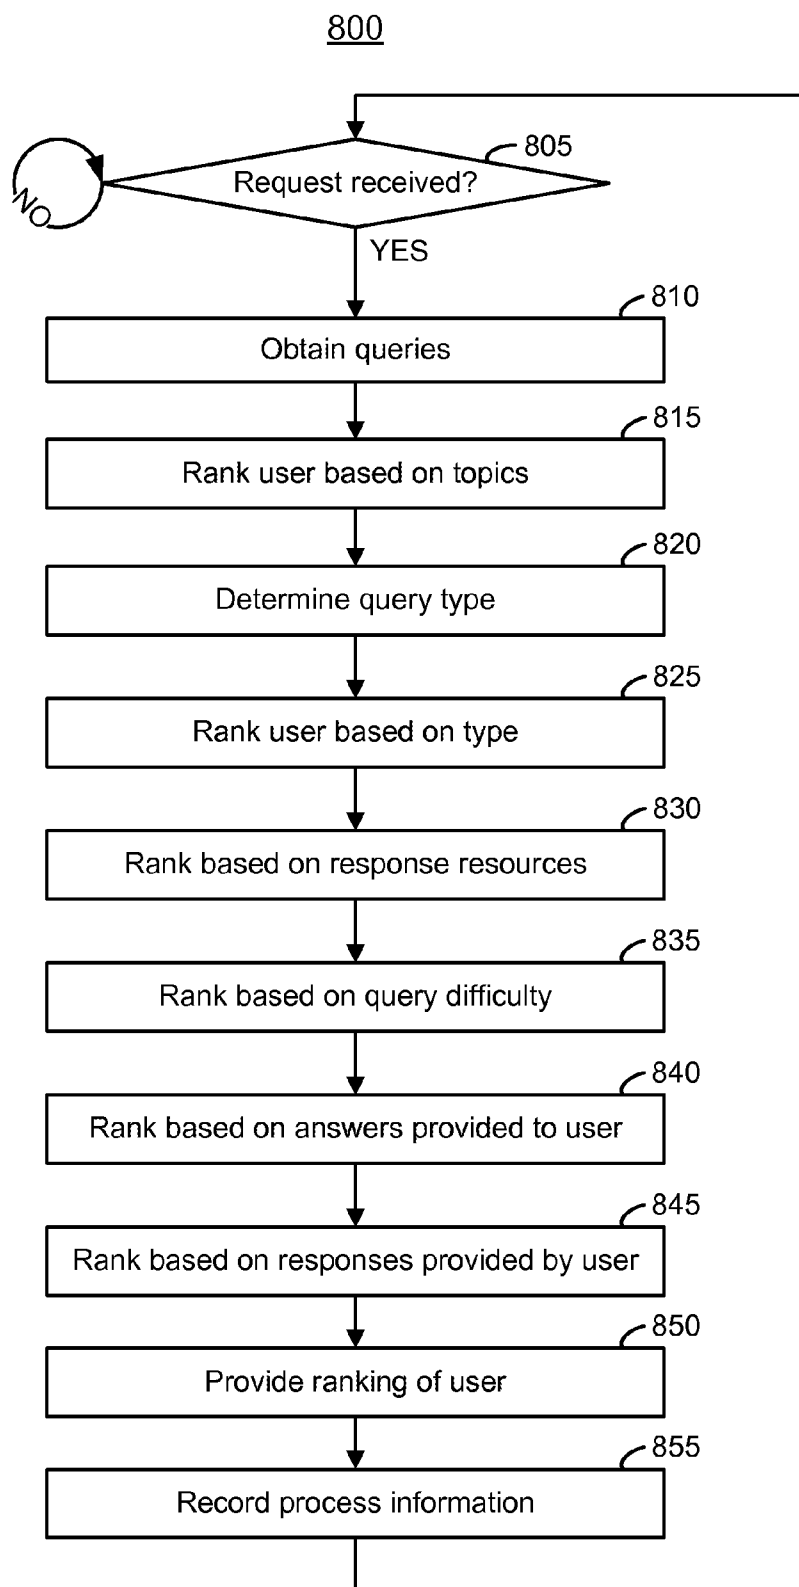 800
805
Request received?
NO
YES
810
Obtain queries
815
Rank user based on topics
820
Determine query type
825
Rank user based on type
830
Rank based on response resources
835
Rank based on query difficulty
840
Rank based on answers provided to user
845
Rank based on responses provided by user
850
Provide ranking of user
855
Record process information